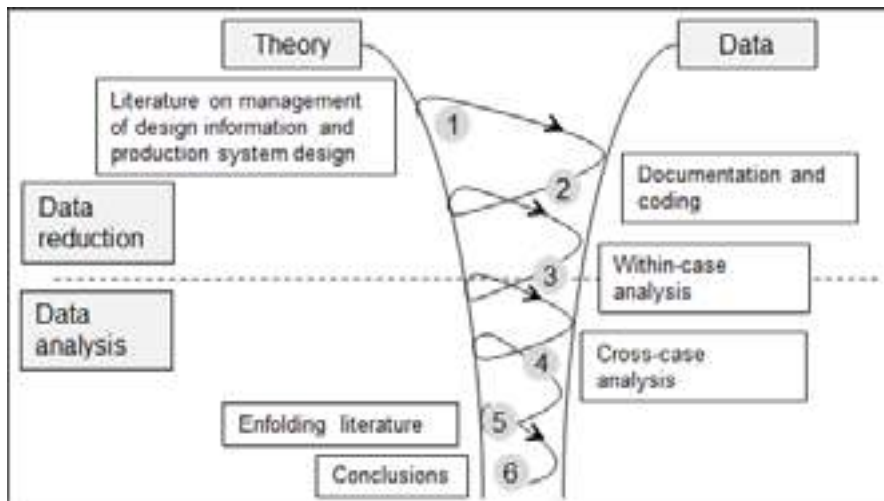 Theory
Data
Literature on management
of design information and
production system design
1
2
Documentation and
coding
Data
reduction
3
Within-case
analysis
Data
analysis
4
Cross-case
analysis
5
Enfolding literature
6
Conclusions